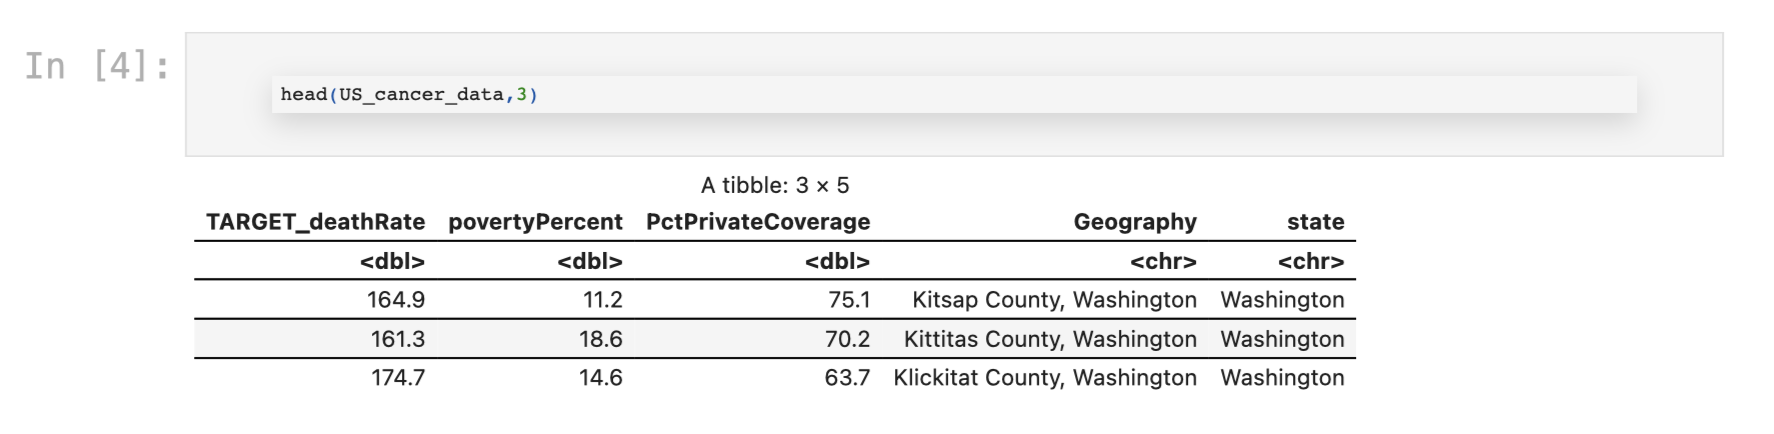 In [4]:
head(US_cancer_data,3)
A tibble: 3 × 5
TARGET_deathRate povertyPercent PctPrivateCoverage Geography state
<dbl> <dbl> <dbl> <chr> <chr>
164.9 11.2 75.1 Kitsap County, Washington Washington
161.3 18.6 70.2 Kittitas County, Washington Washington
174.7 14.6 63.7 Klickitat County, Washington Washington